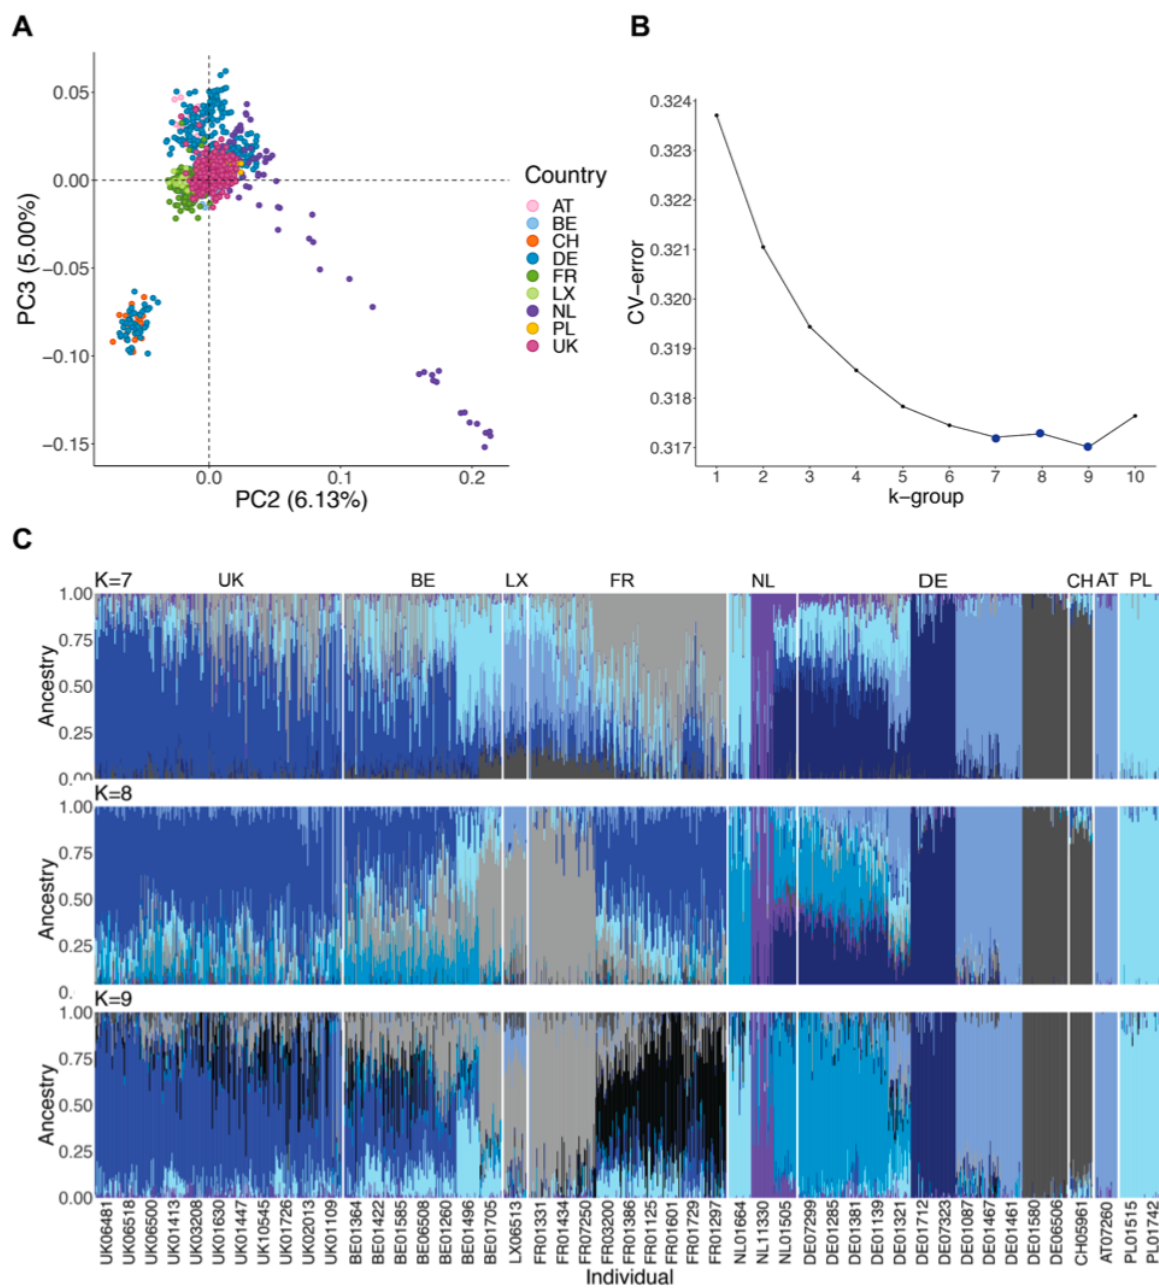 A
PC3 (5.00%)
0.05
0.00
−0.05
−0.10
−0.15
0.0
0.1
0.2
PC2 (6.13%)
Country
AT
BE
CH
DE
FR
LX
NL
PL
UK
B
CV−error
0.324
0.323
0.322
0.321
0.320
0.319
0.318
0.317
1 2 3 4 5 6 7 8 9 10
k−group
C
K=7 UK BE LX FR NL DE CH AT PL
1.00
0.75
0.50
0.25
0.00
Ancestry
K=8
1.00
0.75
0.50
0.25
0.
Ancestry
K=9
1.00
0.75
0.50
0.25
0.00
Ancestry
UK06481
UK06518
UK06500
UK01413
UK03208
UK01630
UK01447
UK10545
UK01726
UK02013
UK01109
BE01364
BE01422
BE01585
BE06508
BE01260
BE01496
BE01705
LX06513
FR01331
FR01434
FR07250
FR03200
FR01386
FR01125
FR01601
FR01729
FR01297
NL01664
NL11330
NL01505
DE07299
DE01285
DE01381
DE01139
DE01321
DE01712
DE07323
DE01087
DE01467
DE01461
DE01580
DE06506
CH05961
AT07260
PL01515
PL01742
Individual